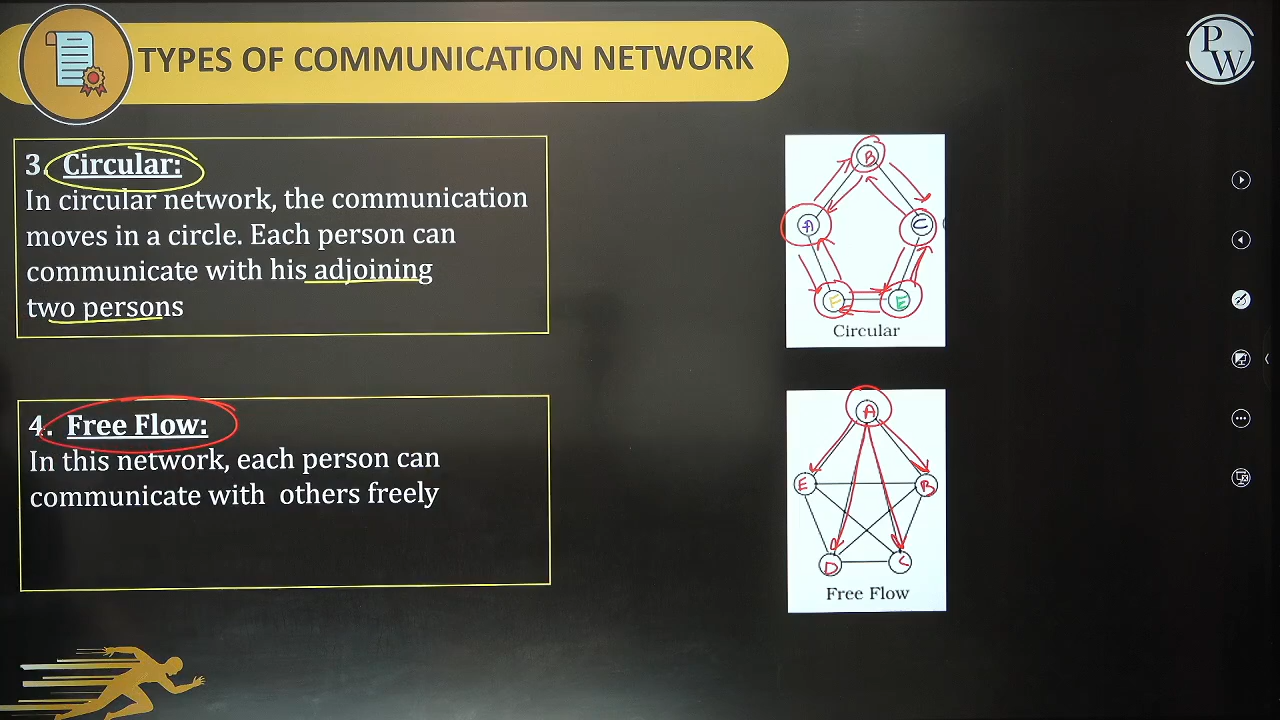 TYPES OF COMMUNICATION NETWORK
PW
3. Circular:
In circular network, the communication
moves in a circle. Each person can
communicate with his adjoining
two persons
B
A
C
F
E
Circular
4. Free Flow:
In this network, each person can
communicate with others freely
A
E
B
D
C
Free Flow